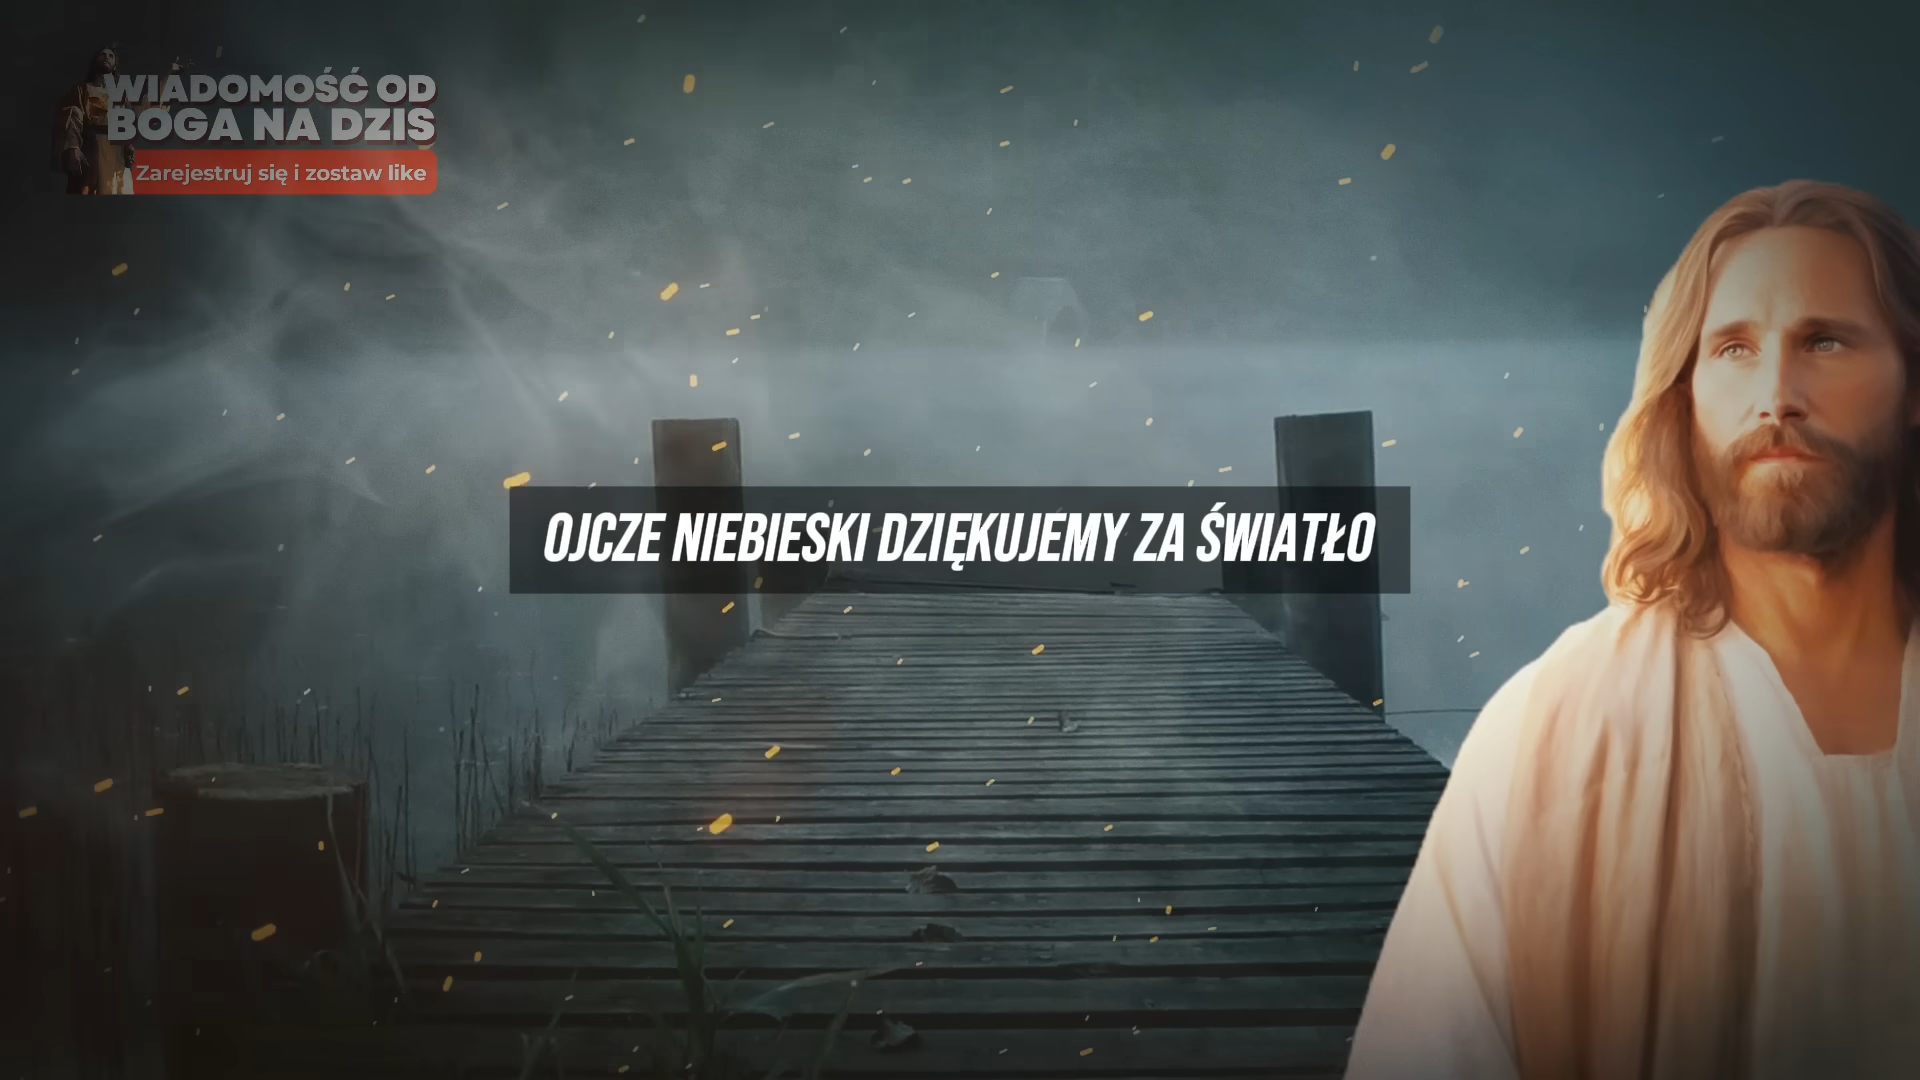 WIADOMOŚĆ OD
BOGA NA DZIS
Zarejestruj się i zostaw like
OJCZE NIEBIESKI DZIĘKUJEMY ZA ŚWIATŁO